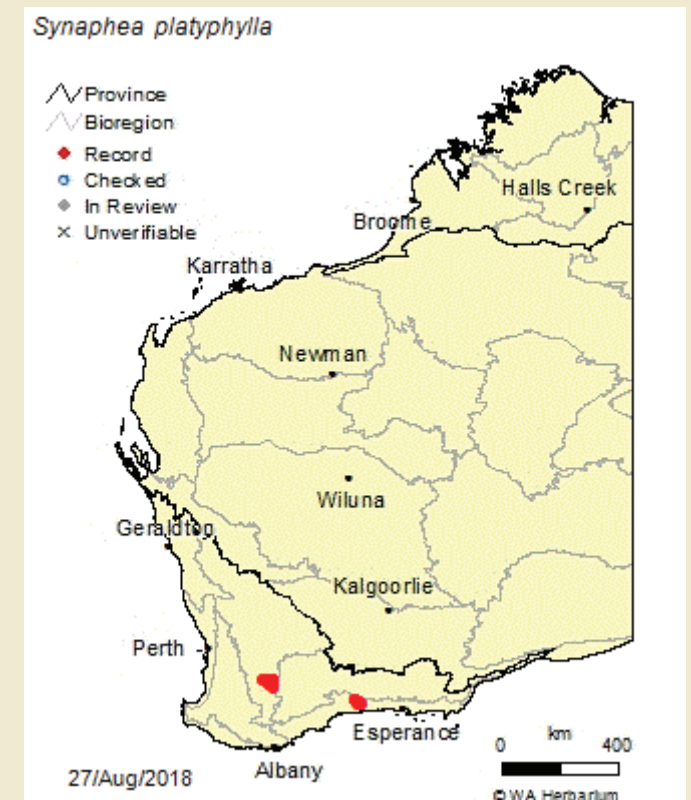 Synaphea platyphylla
Province
Bioregion
Record
Checked
In Review
Unverifiable
Halls Creek
Broome
Karratha
Newman
Wiluna
Geraldton
Kalgoorlie
Perth
Esperance
0 km 400
Albany
27/Aug/2018
© WA Herbarium